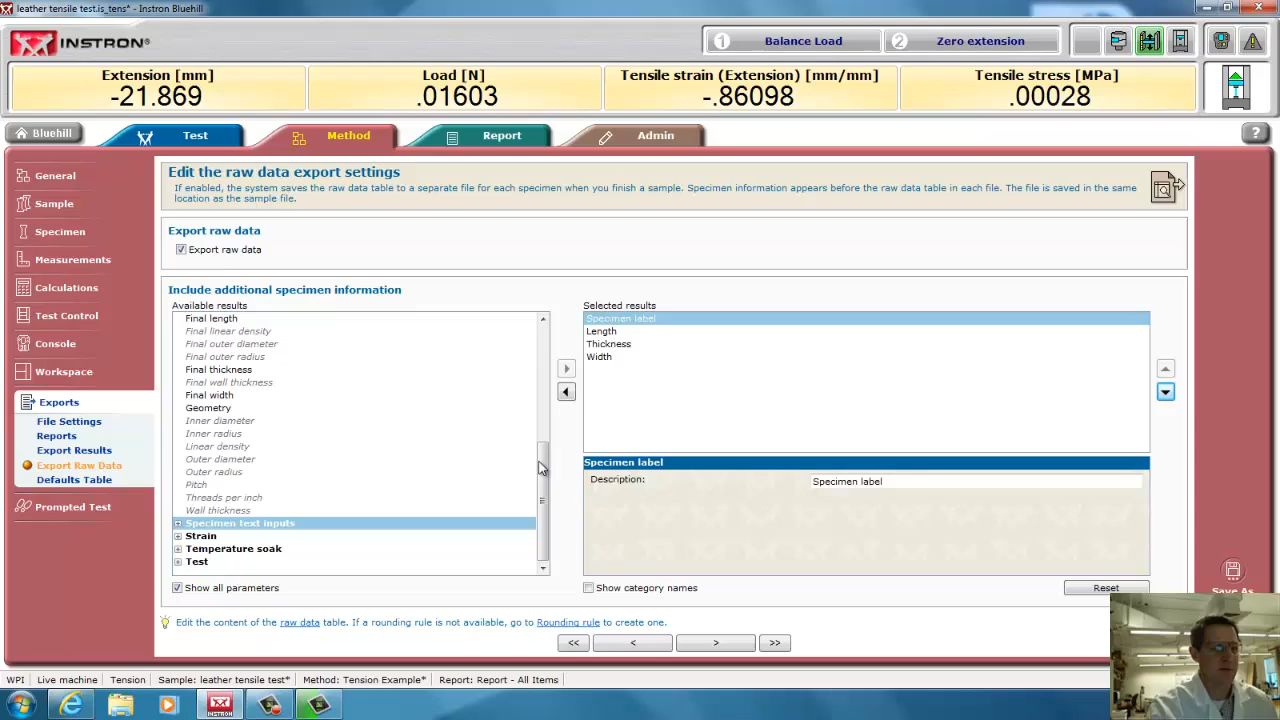 leather tensile test.is_tens* - Instron Bluehill
INSTRON®
1 Balance Load
2 Zero extension
Extension [mm]
-21.869
Load [N]
.01603
Tensile strain (Extension) [mm/mm]
-.86098
Tensile stress [MPa]
.00028
Bluehill
Test
Method
Report
Admin
?
General
Sample
Specimen
Measurements
Calculations
Test Control
Console
Workspace
Exports
File Settings
Reports
Export Results
Export Raw Data
Defaults Table
Prompted Test
Edit the raw data export settings
If enabled, the system saves the raw data table to a separate file for each specimen when you finish a sample. Specimen information appears before the raw data table in each file. The file is saved in the same
location as the sample file.
Export raw data
Export raw data
Include additional specimen information
Available results
Final length
Final linear density
Final outer diameter
Final outer radius
Final thickness
Final wall thickness
Final width
Geometry
Inner diameter
Inner radius
Linear density
Outer diameter
Outer radius
Pitch
Threads per inch
Wall thickness
Specimen text inputs
Strain
Temperature soak
Test
Show all parameters
Selected results
Specimen label
Length
Thickness
Width
Specimen label
Description:
Specimen label
Show category names
Reset
Save As
Edit the content of the raw data table. If a rounding rule is not available, go to Rounding rule to create one.
<<
<
>
>>
WPI
Live machine
Tension
Sample: leather tensile test*
Method: Tension Example*
Report: Report - All Items
INSTRON